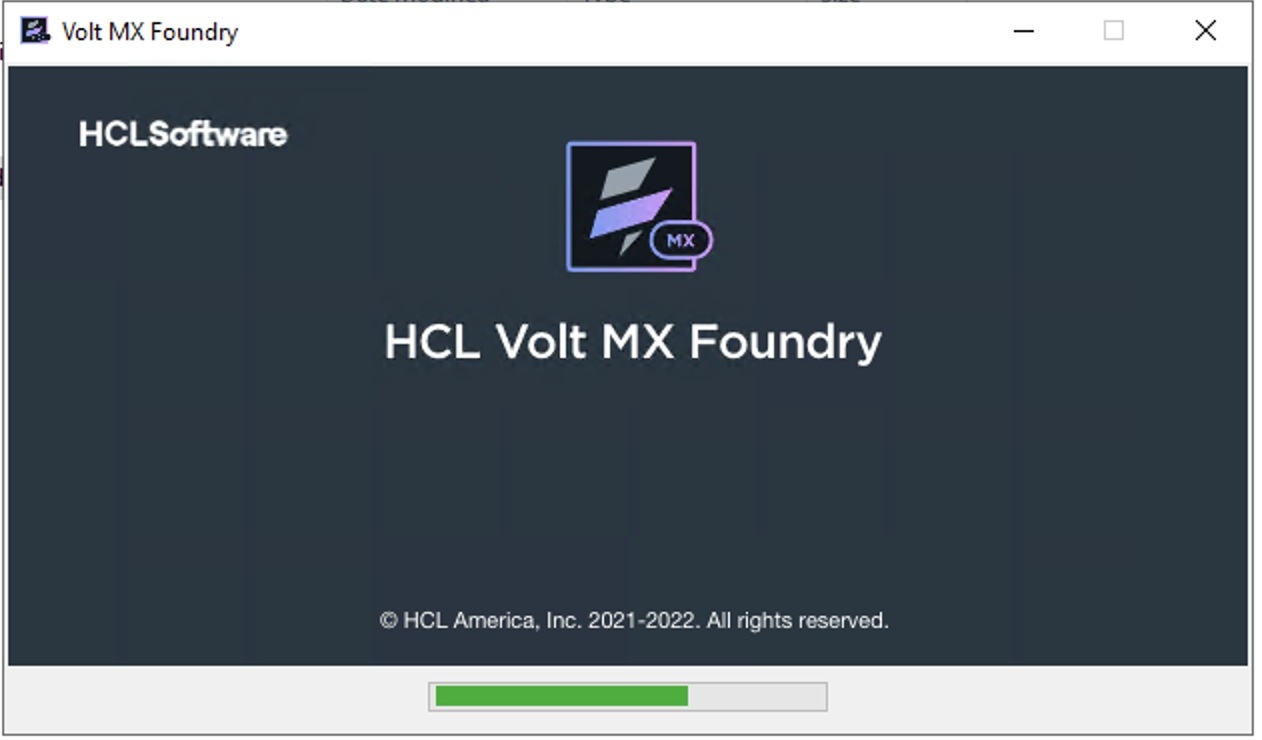 Volt MX Foundry
HCLSoftware
MX
HCL Volt MX Foundry
© HCL America, Inc. 2021-2022. All rights reserved.